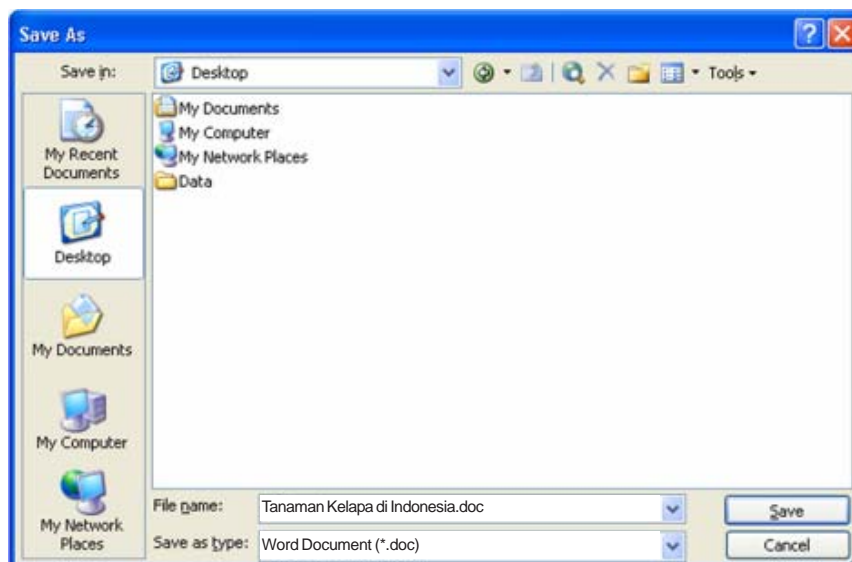 Save As
Save in:
Desktop
Tools
My Recent
Documents
Desktop
My Documents
My Computer
My Network
Places
My Documents
My Computer
My Network Places
Data
File name:
Tanaman Kelapa di Indonesia.doc
Save
Save as type:
Word Document (*.doc)
Cancel